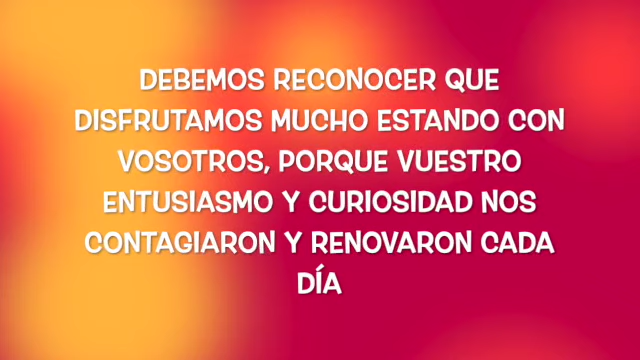 DEBEMOS RECONOCER QUE
DISFRUTAMOS MUCHO ESTANDO CON
VOSOTROS, PORQUE VUESTRO
ENTUSIASMO Y CURIOSIDAD NOS
CONTAGIARON Y RENOVARON CADA
DÍA